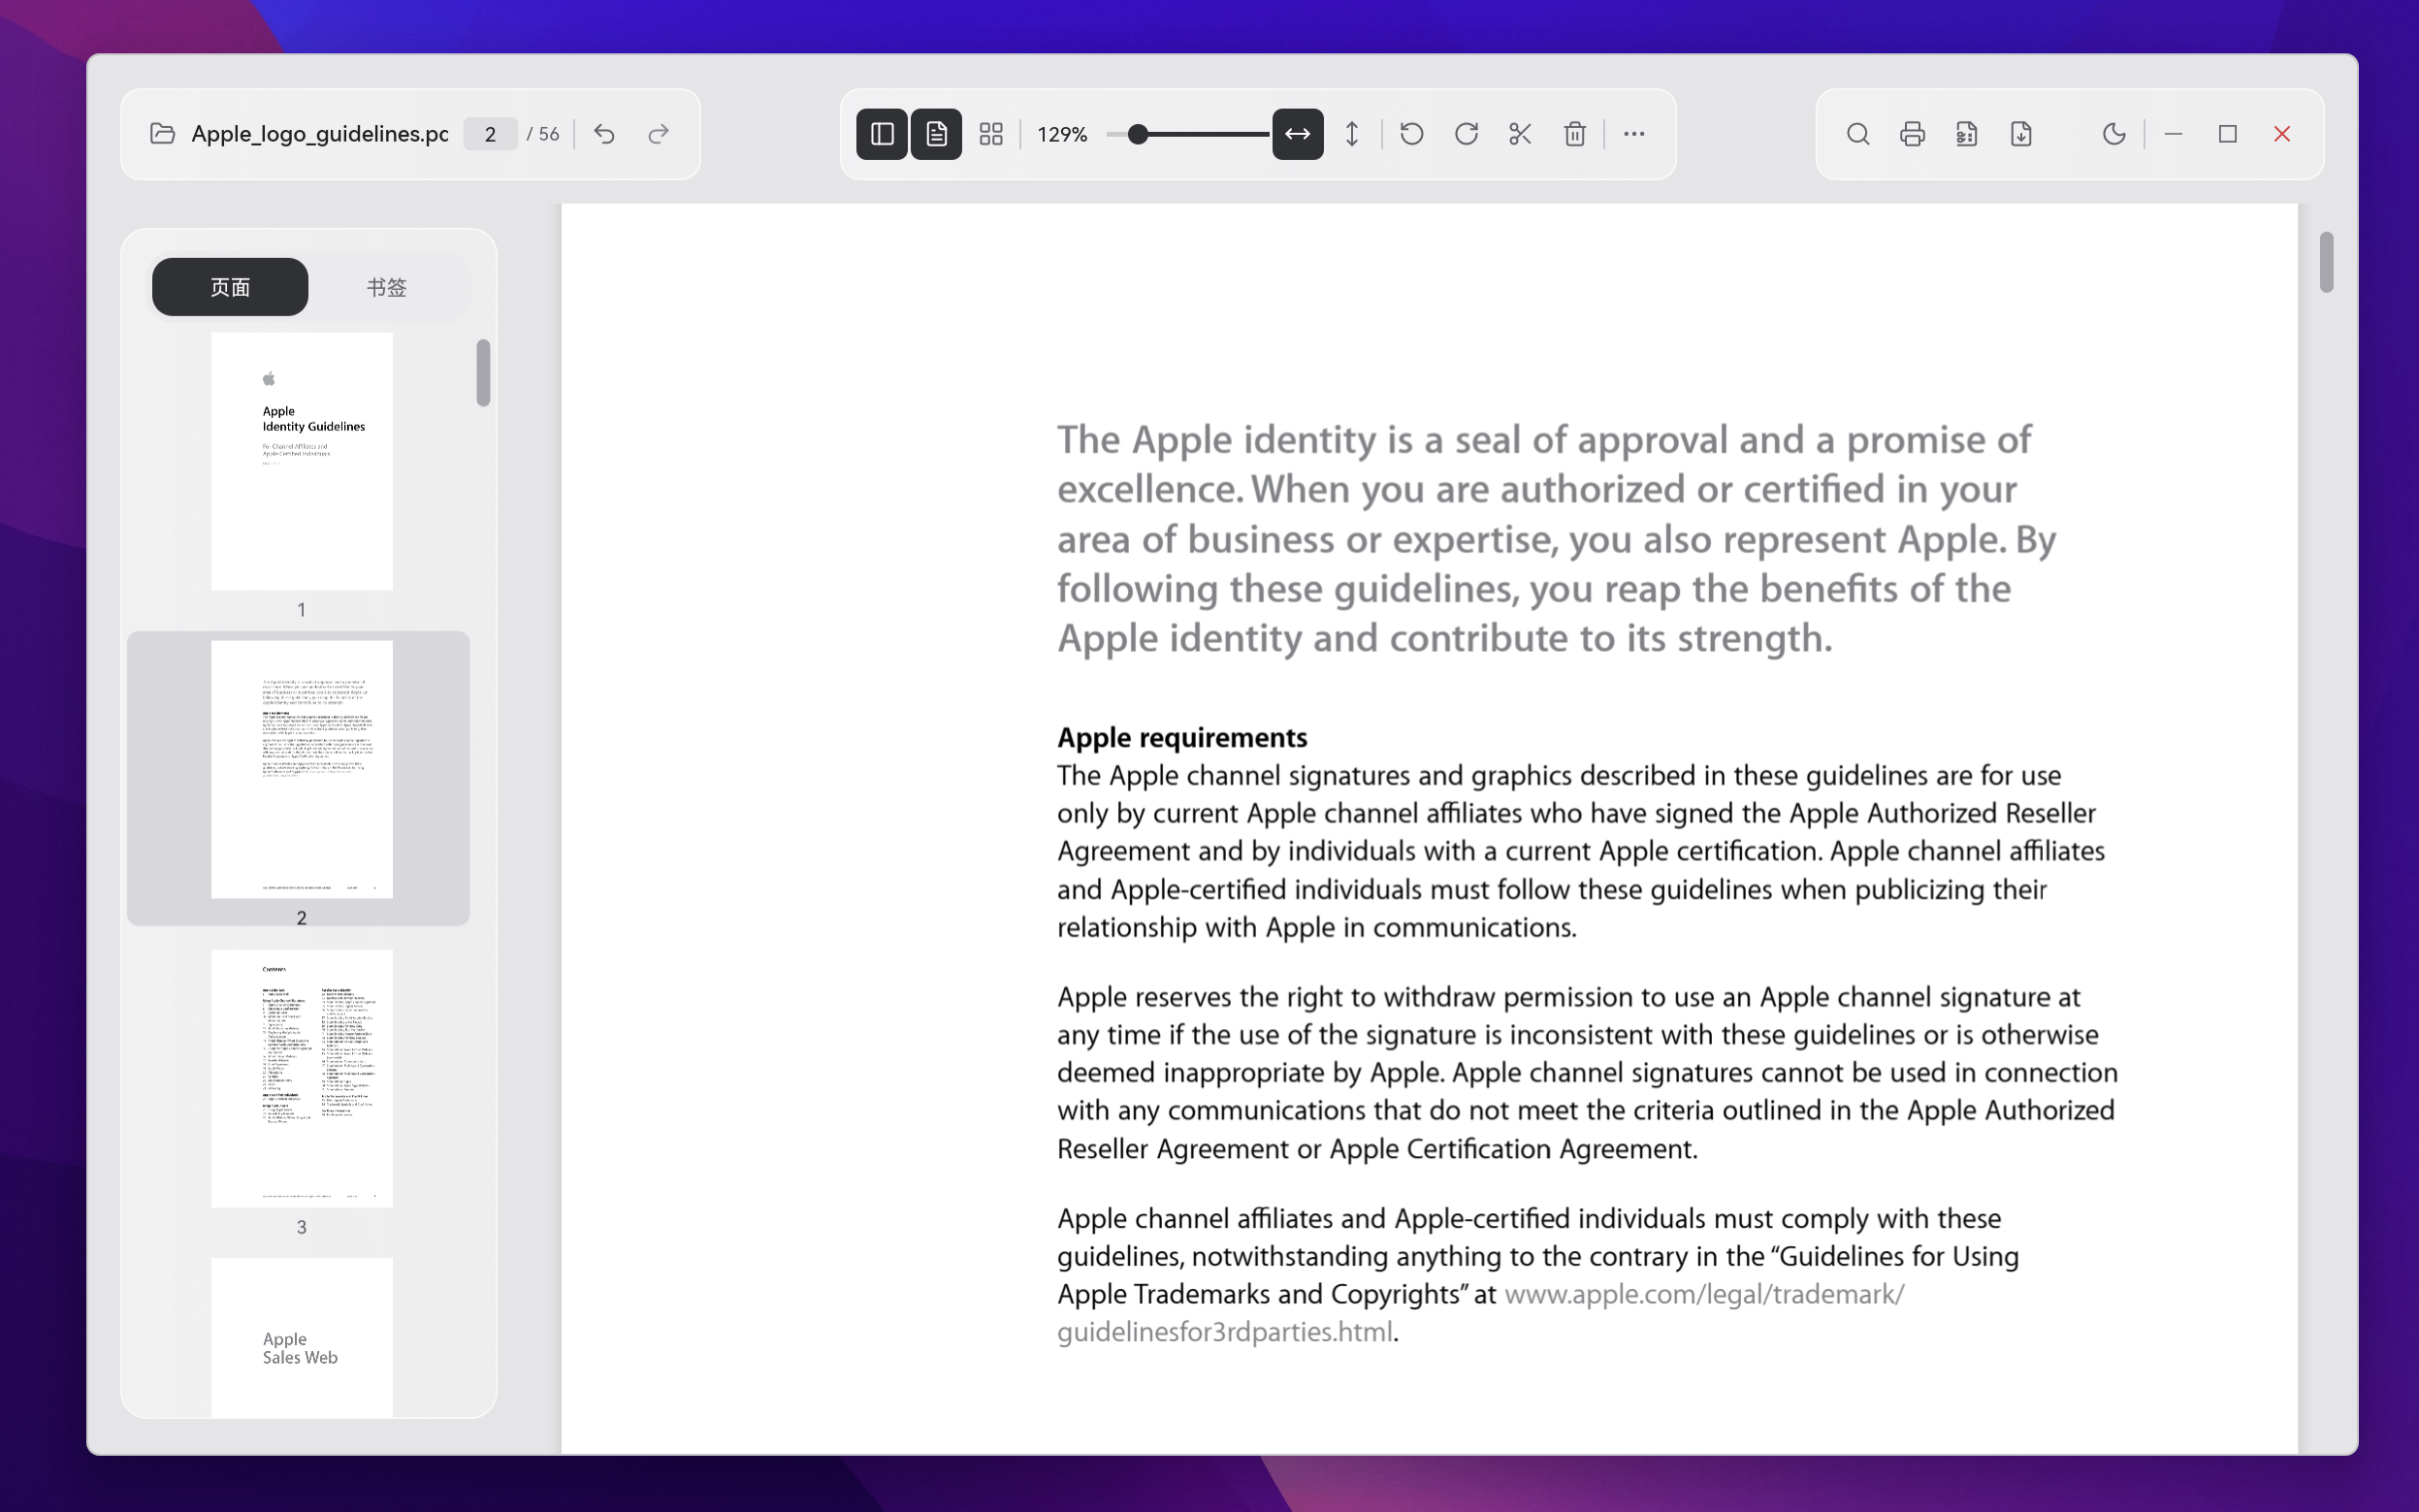 Apple_logo_guidelines.pc
2 / 56
129%
页面
书签
Apple
Identity Guidelines
For Channel Affiliates and
Apple-Certified Individuals
1
2
Contents
3
Apple
Sales Web
The Apple identity is a seal of approval and a promise of
excellence. When you are authorized or certified in your
area of business or expertise, you also represent Apple. By
following these guidelines, you reap the benefits of the
Apple identity and contribute to its strength.
Apple requirements
The Apple channel signatures and graphics described in these guidelines are for use
only by current Apple channel affiliates who have signed the Apple Authorized Reseller
Agreement and by individuals with a current Apple certification. Apple channel affiliates
and Apple-certified individuals must follow these guidelines when publicizing their
relationship with Apple in communications.
Apple reserves the right to withdraw permission to use an Apple channel signature at
any time if the use of the signature is inconsistent with these guidelines or is otherwise
deemed inappropriate by Apple. Apple channel signatures cannot be used in connection
with any communications that do not meet the criteria outlined in the Apple Authorized
Reseller Agreement or Apple Certification Agreement.
Apple channel affiliates and Apple-certified individuals must comply with these
guidelines, notwithstanding anything to the contrary in the “Guidelines for Using
Apple Trademarks and Copyrights” at www.apple.com/legal/trademark/
guidelinesfor3rdparties.html.